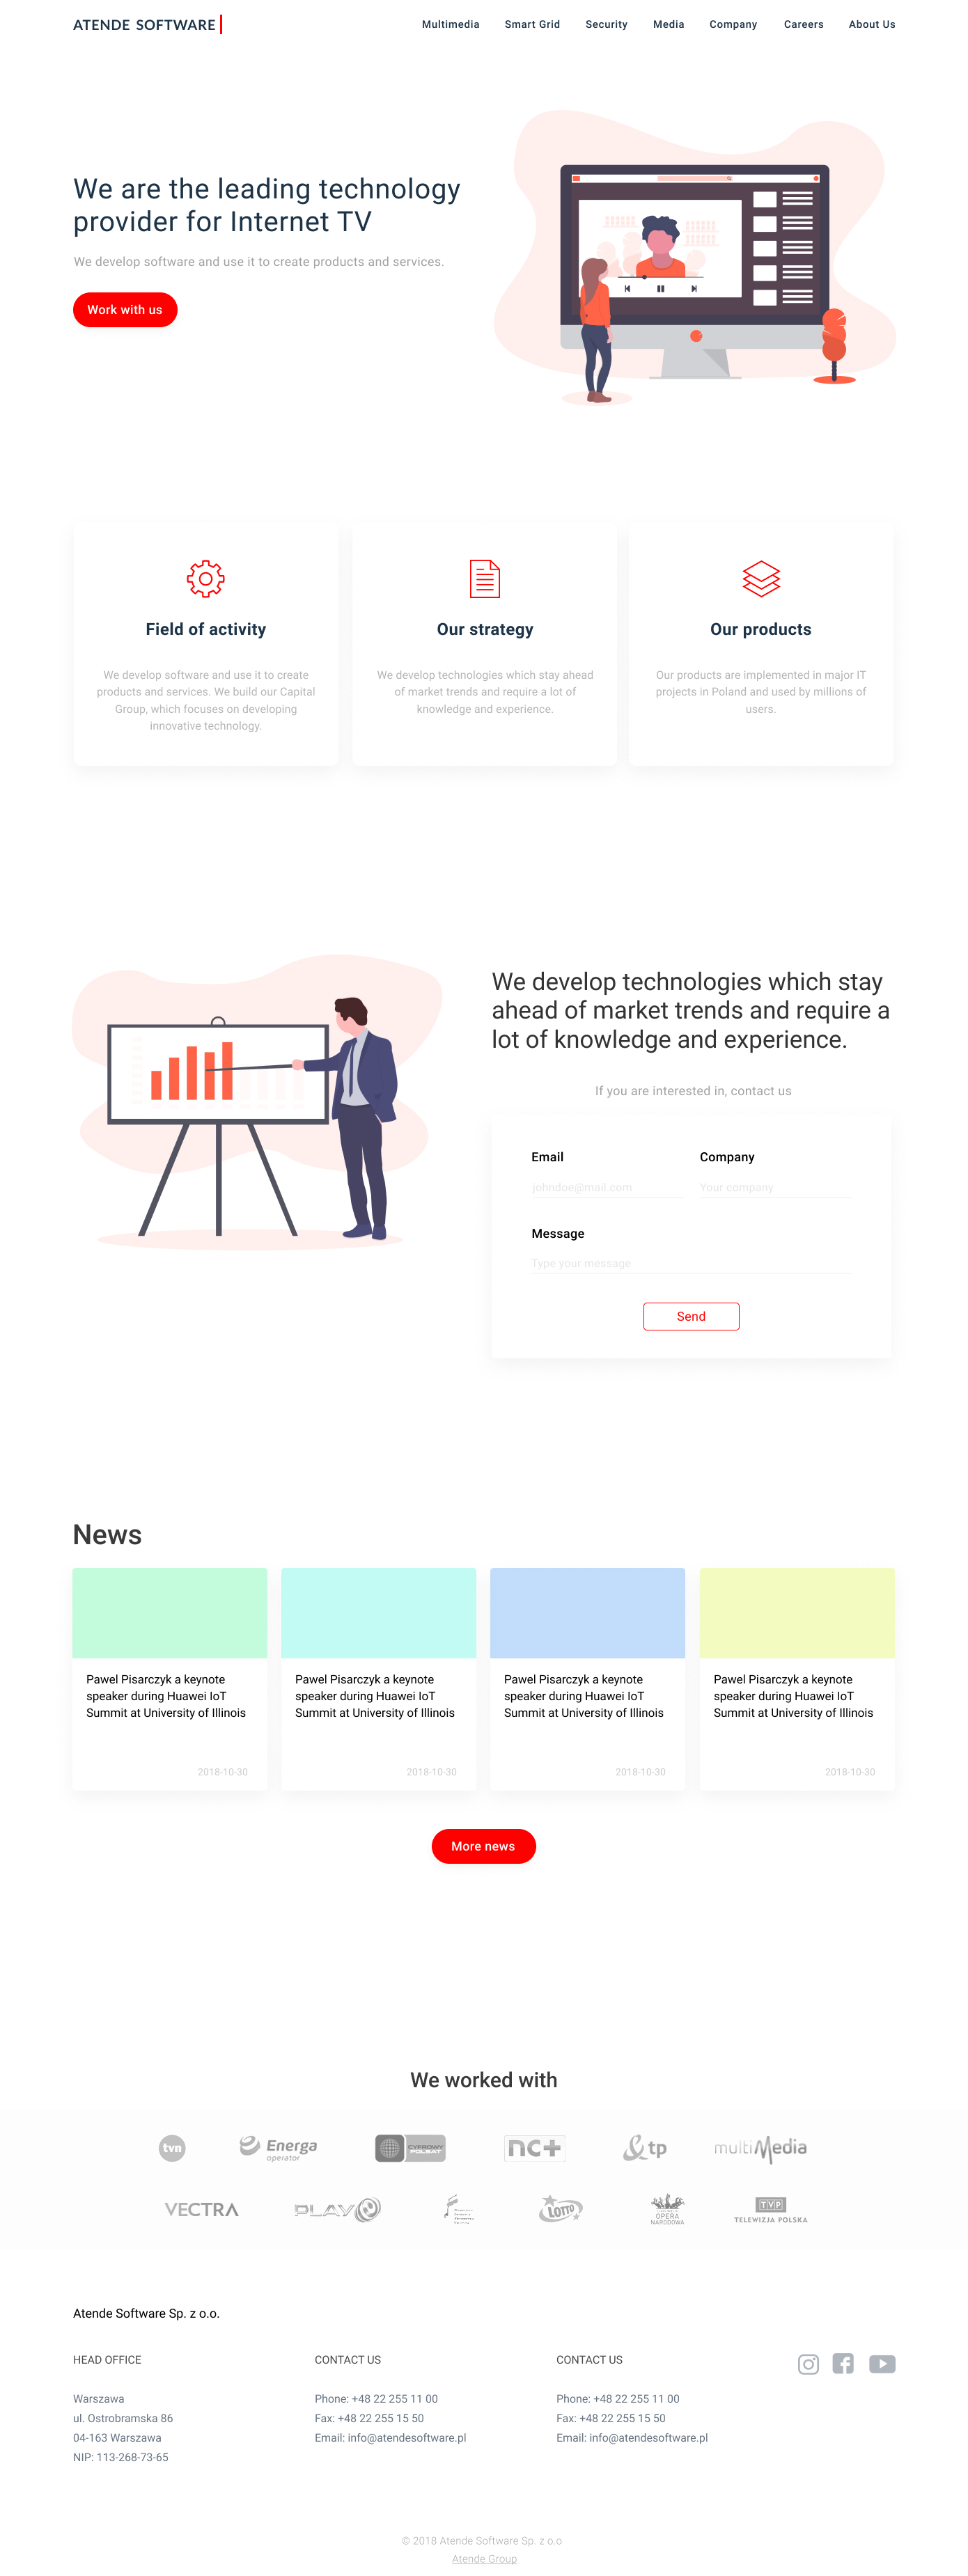 ATENDE SOFTWARE
Multimedia Smart Grid Security Media Company Careers About Us
We are the leading technology
provider for Internet TV
We develop software and use it to create products and services.
Work with us
Field of activity
We develop software and use it to create
products and services. We build our Capital
Group, which focuses on developing
innovative technology.
Our strategy
We develop technologies which stay ahead
of market trends and require a lot of
knowledge and experience.
Our products
Our products are implemented in major IT
projects in Poland and used by millions of
users.
We develop technologies which stay
ahead of market trends and require a
lot of knowledge and experience.
If you are interested in, contact us
Email
johndoe@mail.com
Company
Your company
Message
Type your message
Send
News
Pawel Pisarczyk a keynote
speaker during Huawei IoT
Summit at University of Illinois
2018-10-30
Pawel Pisarczyk a keynote
speaker during Huawei IoT
Summit at University of Illinois
2018-10-30
Pawel Pisarczyk a keynote
speaker during Huawei IoT
Summit at University of Illinois
2018-10-30
Pawel Pisarczyk a keynote
speaker during Huawei IoT
Summit at University of Illinois
2018-10-30
More news
We worked with
tvn
Energa
operator
CYFROWY
POLSAT
nc+
tp
multiMedia
VECTRA
PLAY
LOTTO
OPERA
NARODOWA
TVP
TELEWIZJA POLSKA
Atende Software Sp. z o.o.
HEAD OFFICE
Warszawa
ul. Ostrobramska 86
04-163 Warszawa
NIP: 113-268-73-65
CONTACT US
Phone: +48 22 255 11 00
Fax: +48 22 255 15 50
Email: info@atendesoftware.pl
CONTACT US
Phone: +48 22 255 11 00
Fax: +48 22 255 15 50
Email: info@atendesoftware.pl
© 2018 Atende Software Sp. z o.o
Atende Group